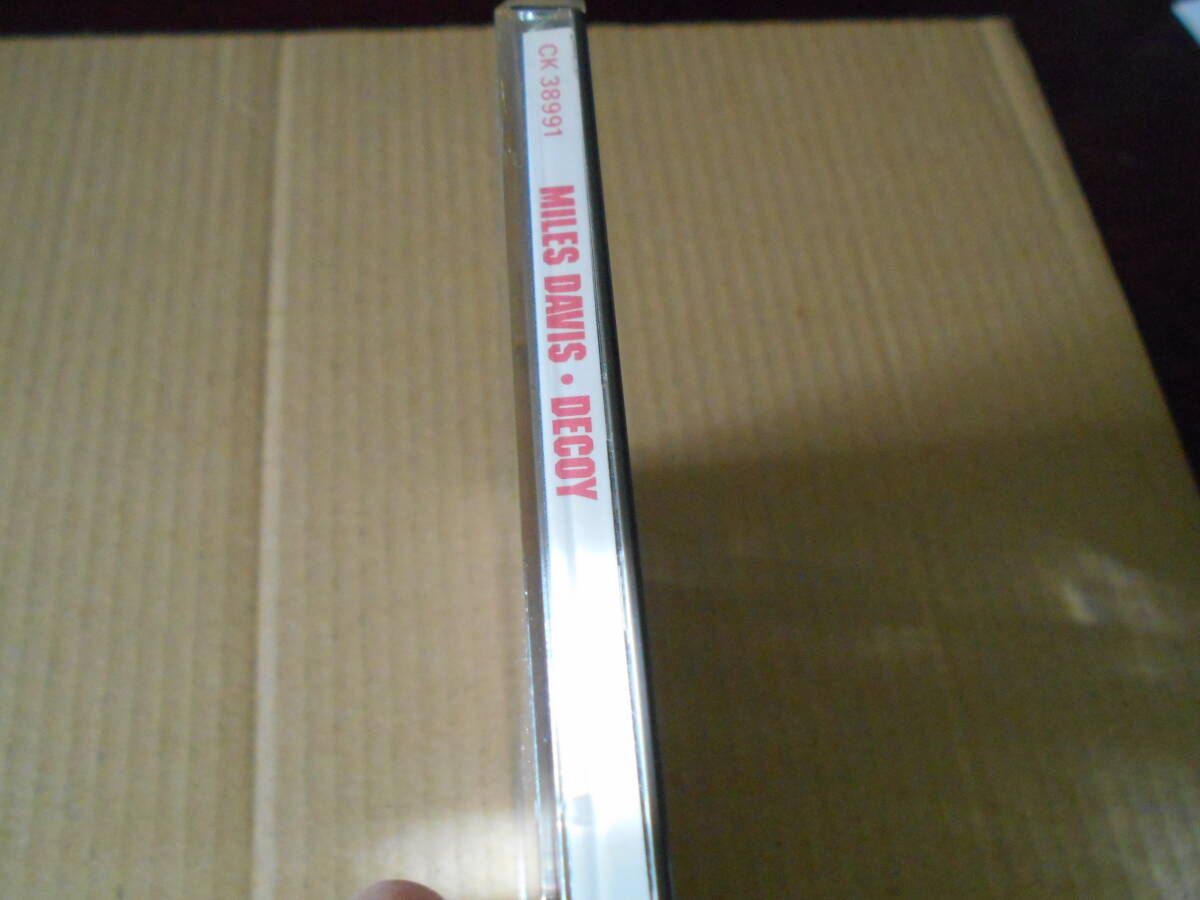 CK 38991 MILES DAVIS • DECOY